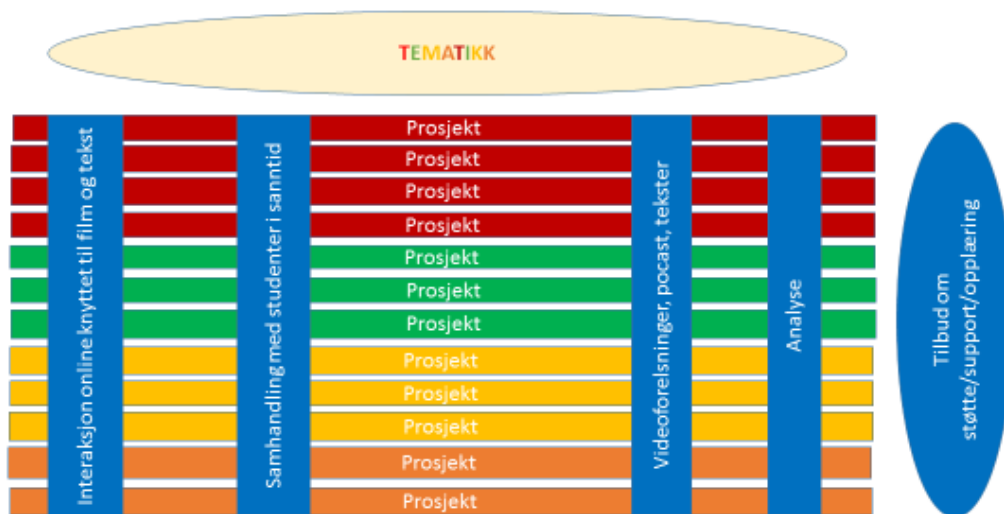 TEMATIKK
Prosjekt
Prosjekt
Prosjekt
Prosjekt
Prosjekt
Prosjekt
Prosjekt
Prosjekt
Prosjekt
Prosjekt
Prosjekt
Prosjekt
Interaksjon online knyttet til film og tekst
Samhandling med studenter i sanntid
Videoforelsninger, pocast, tekster
Analyse
Tilbud om
støtte/support/opplæring